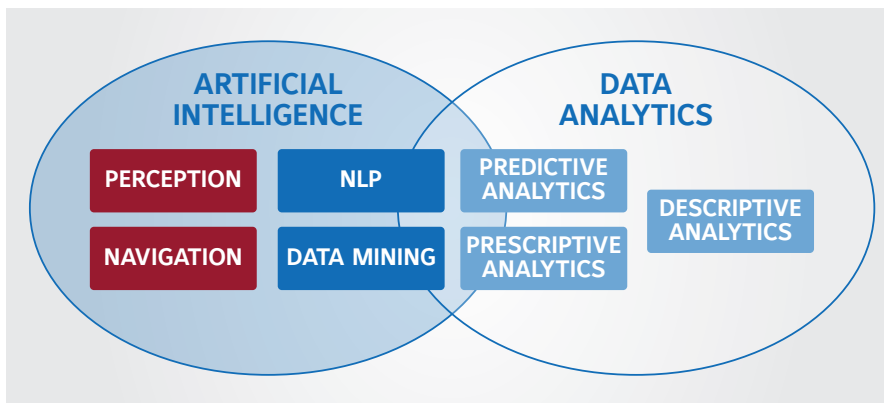 ARTIFICIAL
INTELLIGENCE
DATA
ANALYTICS
PERCEPTION
NLP
PREDICTIVE
ANALYTICS
DESCRIPTIVE
ANALYTICS
NAVIGATION
DATA MINING
PRESCRIPTIVE
ANALYTICS